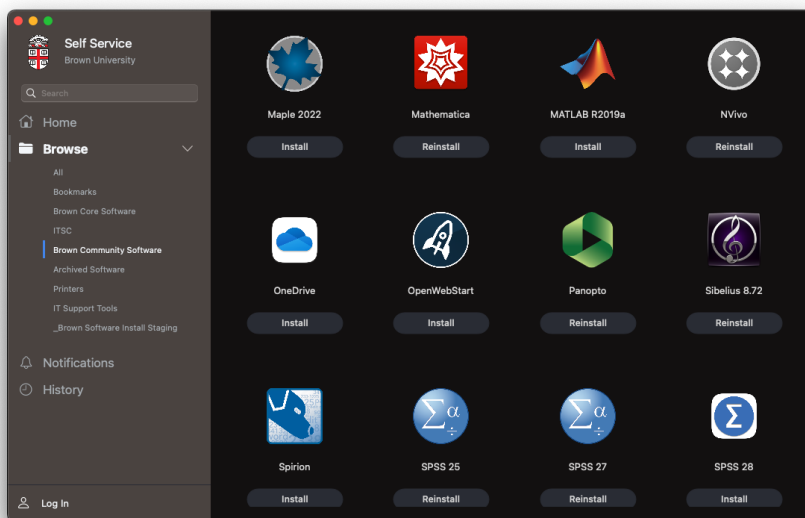 Self Service
Brown University
Search
Home
Browse
All
Bookmarks
Brown Core Software
ITSC
Brown Community Software
Archived Software
Printers
IT Support Tools
_Brown Software Install Staging
Notifications
History
Log In
Maple 2022 Mathematica MATLAB R2019a NVivo
Install Reinstall Install Reinstall
OneDrive OpenWebStart Panopto Sibelius 8.72
Install Install Reinstall Reinstall
Σ α ÷ Σ α ÷ Σ
Spirion SPSS 25 SPSS 27 SPSS 28
Install Reinstall Reinstall Install